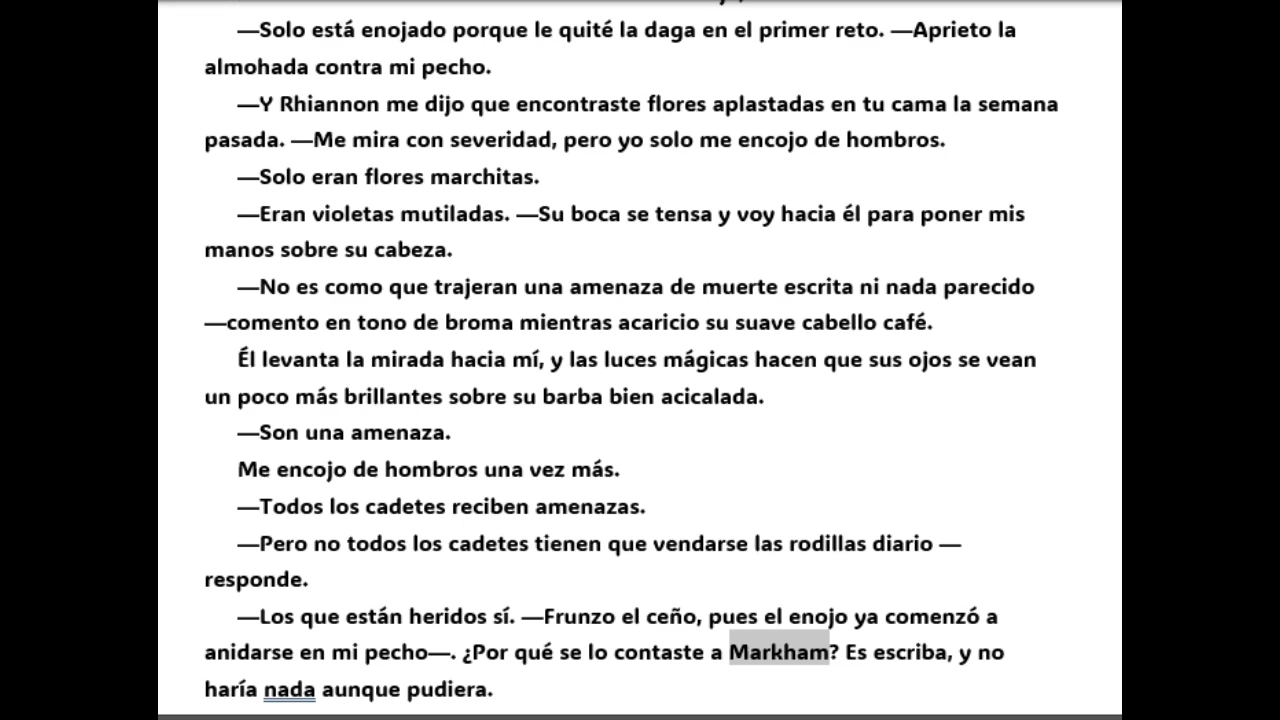 —Solo está enojado porque le quité la daga en el primer reto. —Aprieto la
almohada contra mi pecho.
—Y Rhiannon me dijo que encontraste flores aplastadas en tu cama la semana
pasada. —Me mira con severidad, pero yo solo me encojo de hombros.
—Solo eran flores marchitas.
—Eran violetas mutiladas. —Su boca se tensa y voy hacia él para poner mis
manos sobre su cabeza.
—No es como que trajeran una amenaza de muerte escrita ni nada parecido
—comento en tono de broma mientras acaricio su suave cabello café.
Él levanta la mirada hacia mí, y las luces mágicas hacen que sus ojos se vean
un poco más brillantes sobre su barba bien acicalada.
—Son una amenaza.
Me encojo de hombros una vez más.
—Todos los cadetes reciben amenazas.
—Pero no todos los cadetes tienen que vendarse las rodillas diario —
responde.
—Los que están heridos sí. —Frunzo el ceño, pues el enojo ya comenzó a
anidarse en mi pecho—. ¿Por qué se lo contaste a Markham? Es escriba, y no
haría nada aunque pudiera.